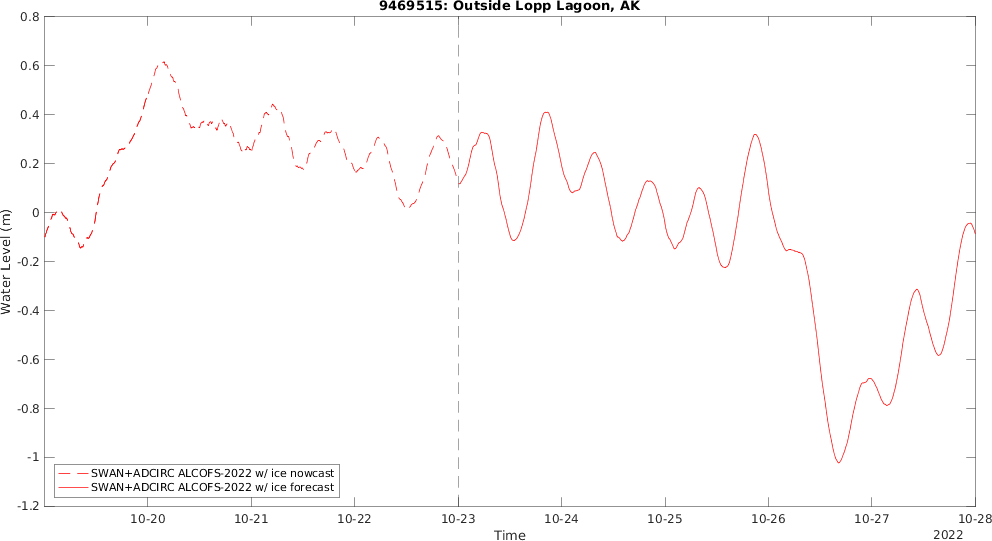 9469515: Outside Lopp Lagoon, AK
0.8
0.6
0.4
0.2
0
-0.2
-0.4
-0.6
-0.8
-1
-1.2
Water Level (m)
SWAN+ADCIRC ALCOFS-2022 w/ ice nowcast
SWAN+ADCIRC ALCOFS-2022 w/ ice forecast
10-20 10-21 10-22 10-23 10-24 10-25 10-26 10-27 10-28
Time
2022